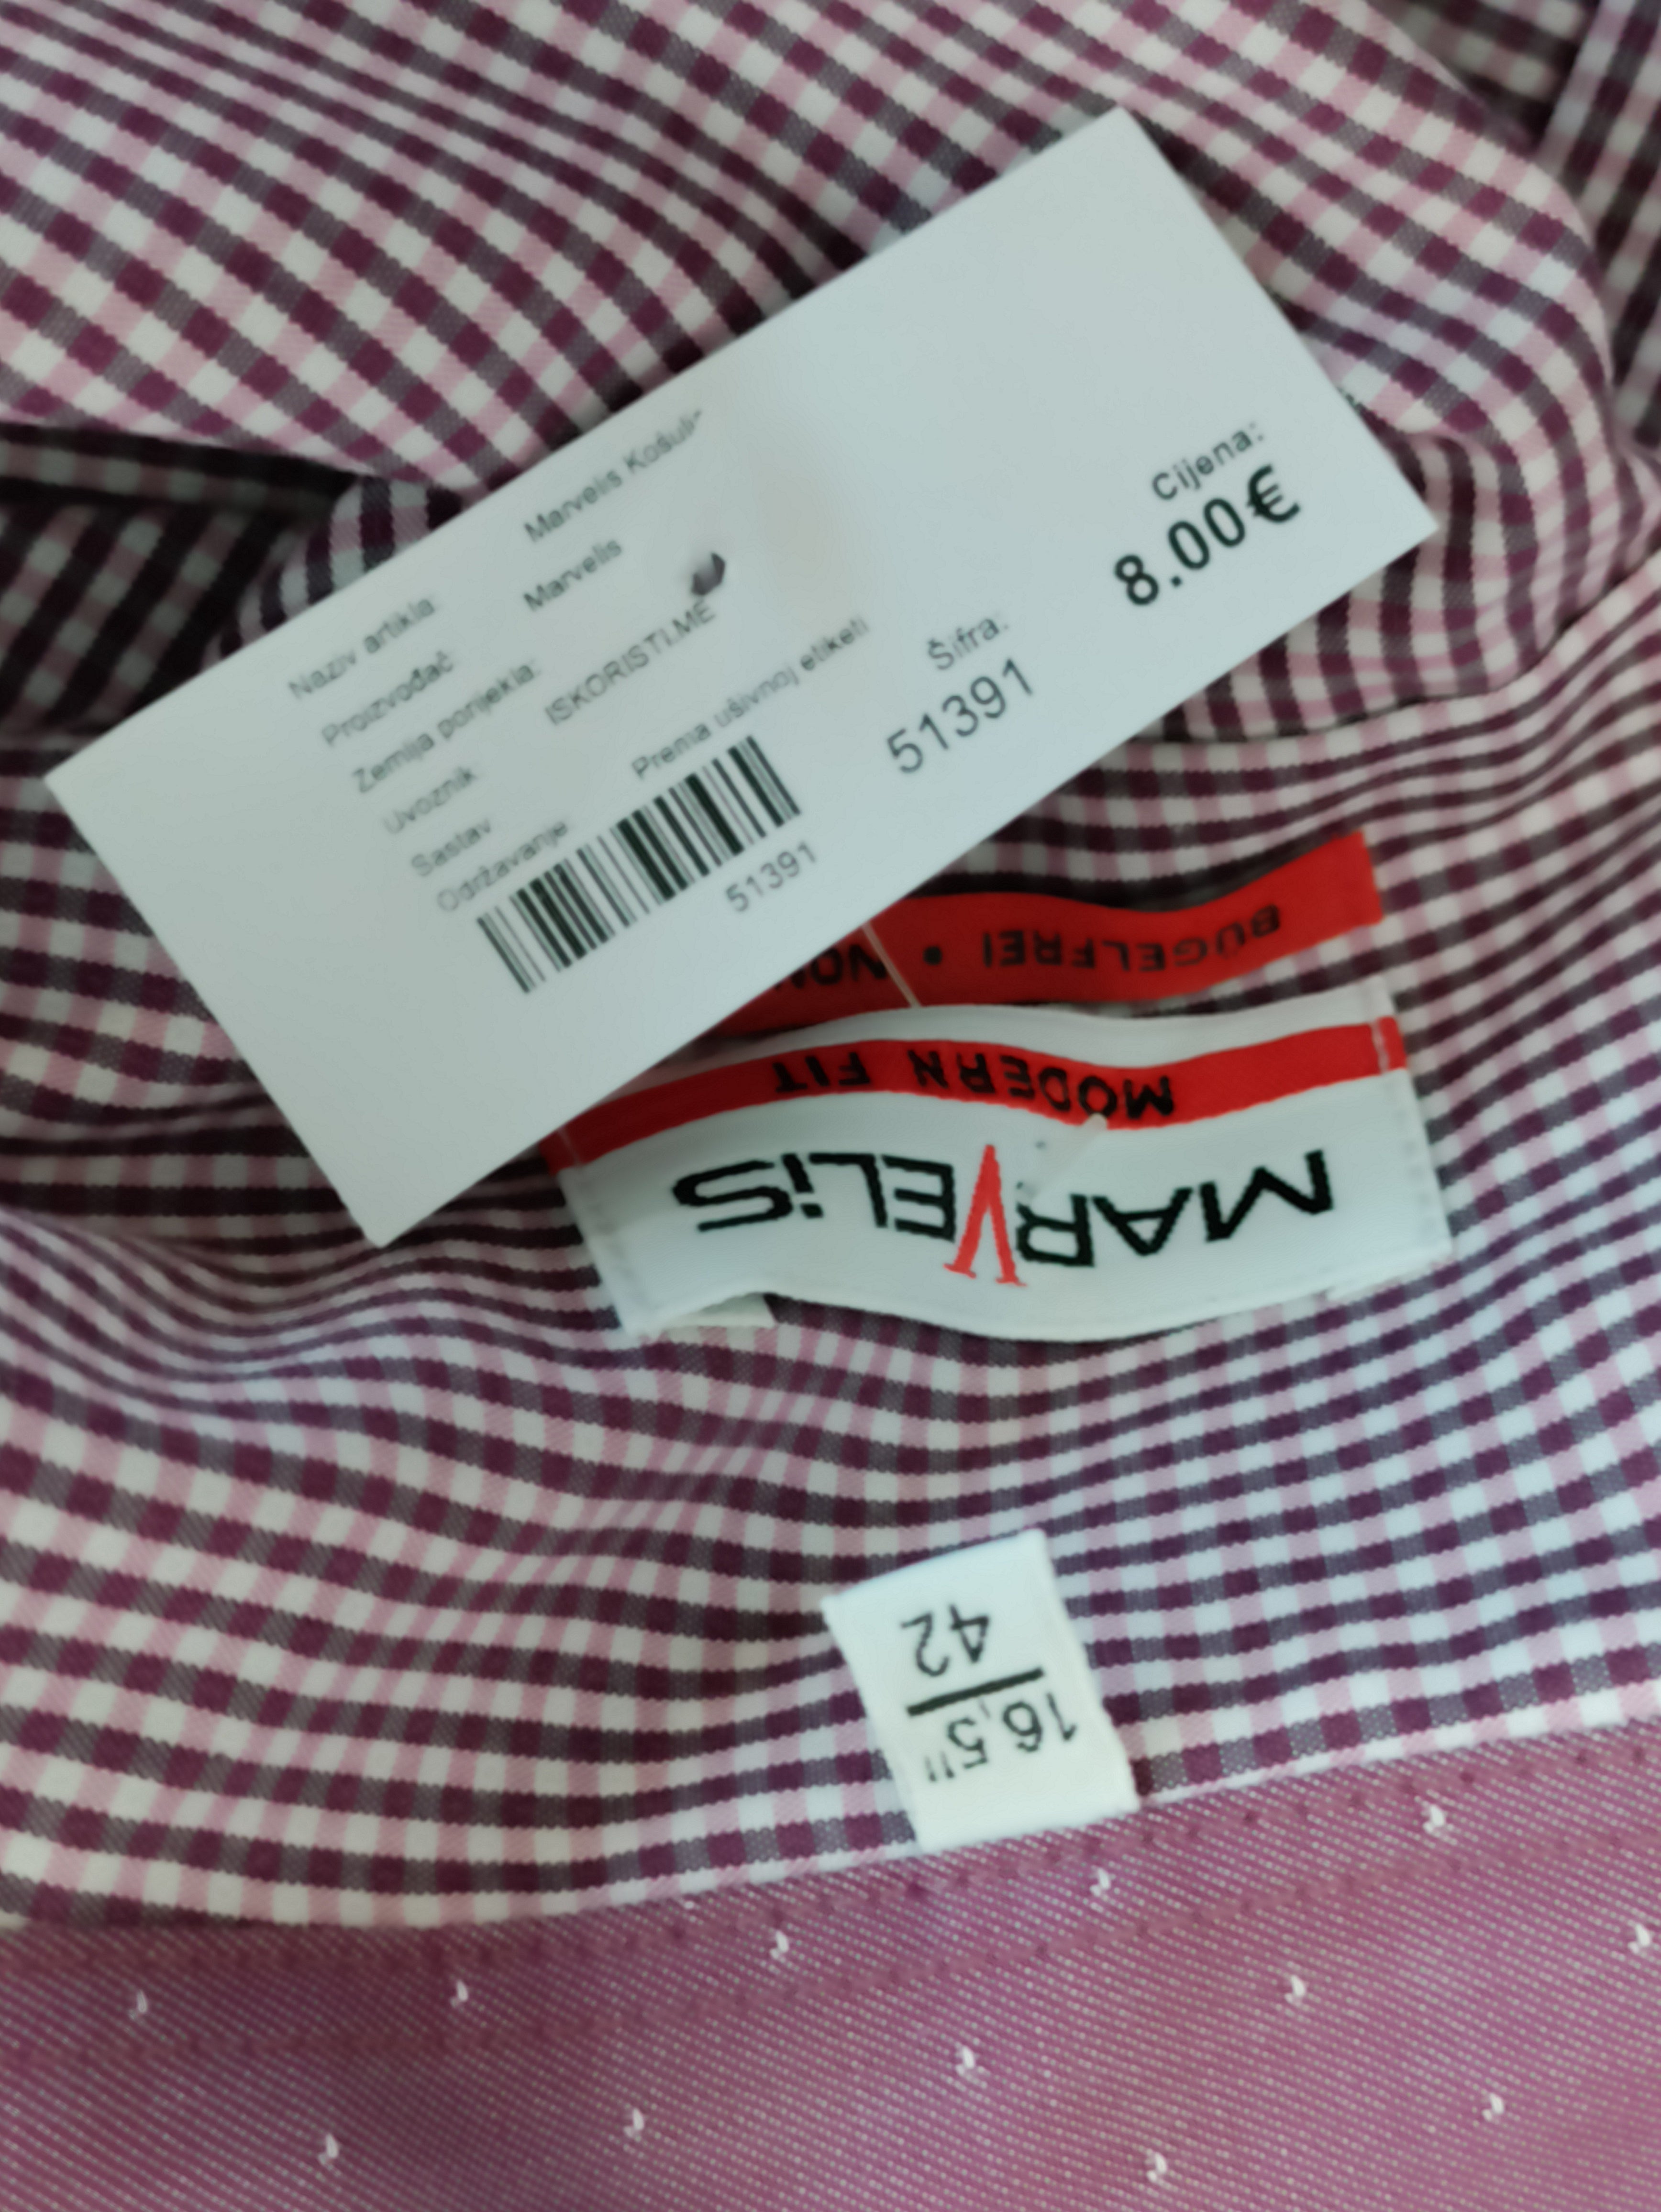 Naziv artikla: Marvelis
Proizvođač: Marvelis
Zemlja porijekla:
Uvoznik: ISKORISTI.ME
Sastav
Održavanje Prema ušivnoj etiketi
51391
Šifra:
51391
Cijena:
8.00€
BÜGELFREI •
MODERN FIT
MARVELiS
42
16,5"